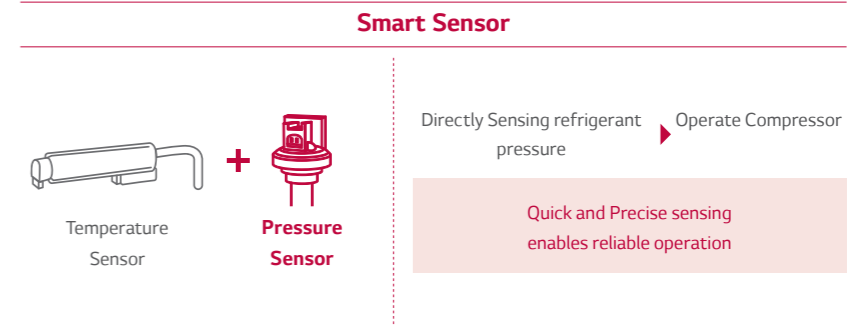 Smart Sensor
+
Temperature
Sensor
Pressure
Sensor
Directly Sensing refrigerant
pressure
Operate Compressor
Quick and Precise sensing
enables reliable operation